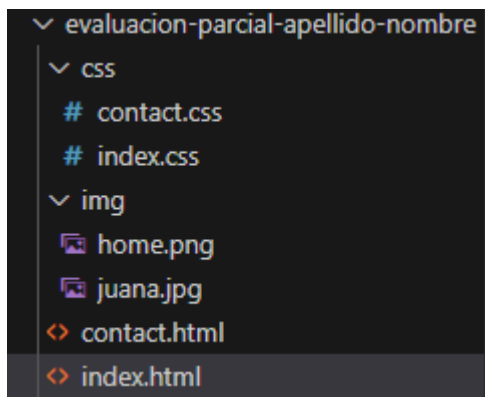 evaluacion-parcial-apellido-nombre
css
# contact.css
# index.css
img
home.png
juana.jpg
<> contact.html
<> index.html